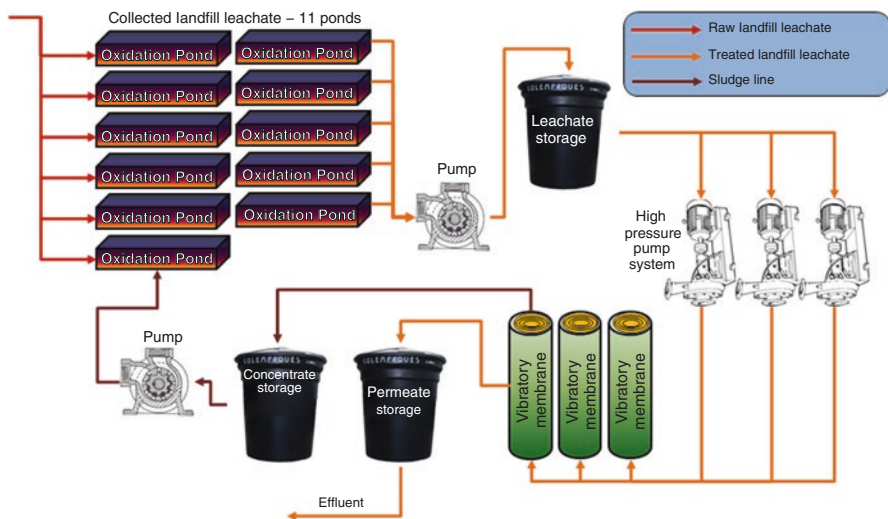 Collected landfill leachate – 11 ponds
Oxidation Pond
Oxidation Pond
Oxidation Pond
Oxidation Pond
Oxidation Pond
Oxidation Pond
Oxidation Pond
Oxidation Pond
Oxidation Pond
Oxidation Pond
Oxidation Pond
Pump
Leachate
storage
Raw landfill leachate
Treated landfill leachate
Sludge line
High
pressure
pump
system
Pump
Concentrate
storage
Permeate
storage
Vibratory
membrane
Vibratory
membrane
Vibratory
membrane
Effluent